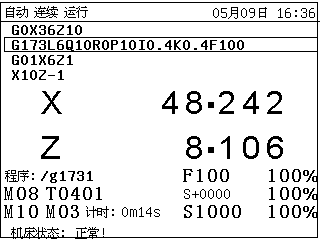 自动 连续 运行 05月09日 16:36
G0X36Z10
G173L6Q10R0P10I0.4K0.4F100
G01X6Z1
X10Z-1
X 48.242
Z 8.106
程序: /g1731 F100 100%
M08 T0401 S+0000 100%
M10 M03 计时: 0m14s S1000 100%
机床状态: 正常!